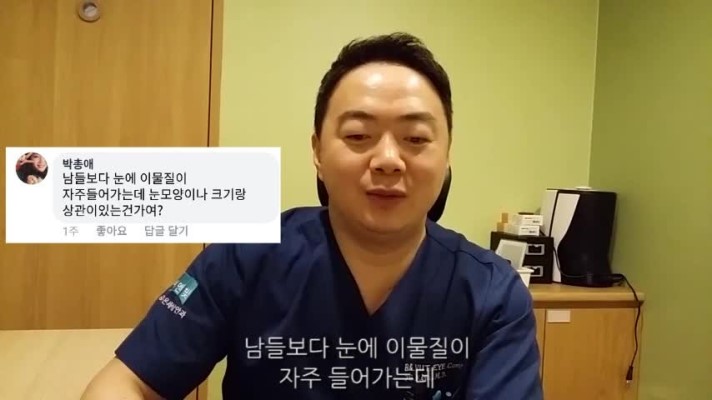 박총애
남들보다 눈에 이물질이
자주들어가는데 눈모양이나 크기랑
상관이있는건가여?
1주 좋아요 답글 달기
남들보다 눈에 이물질이
자주 들어가는데